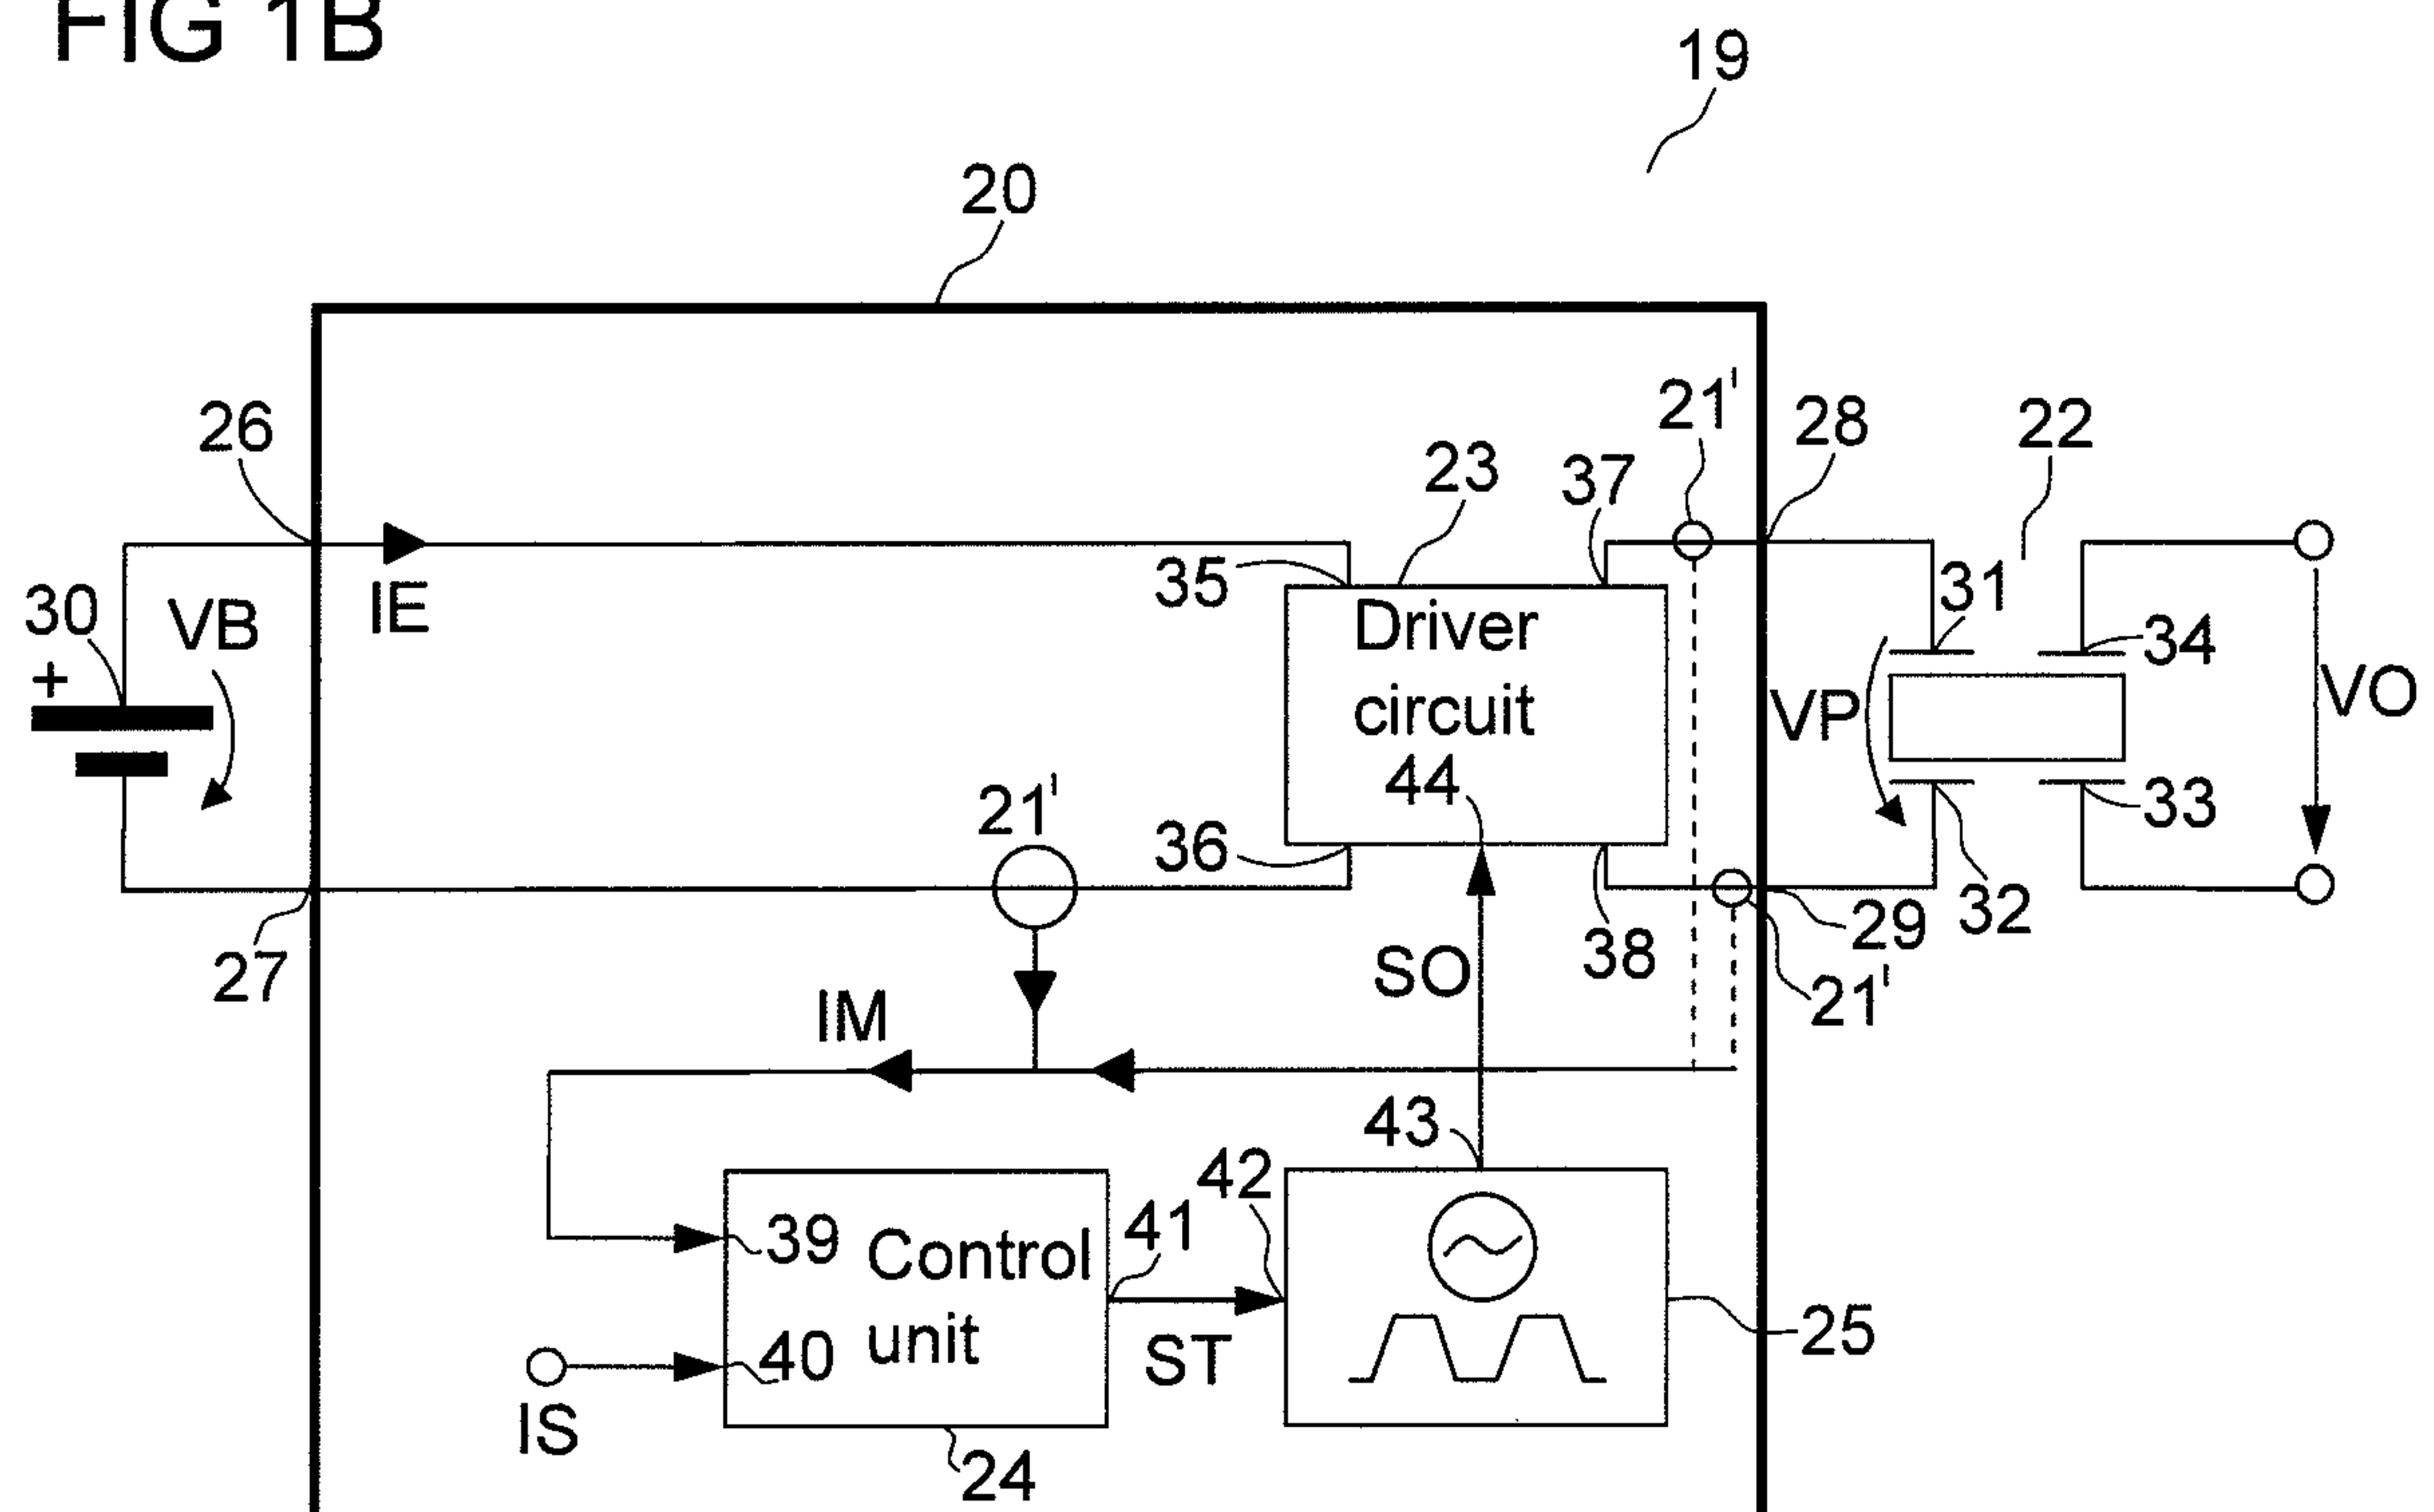 FIG 1B
19
20
21'
28
22
26
23
37
35
31
30
VB
IE
Driver
circuit
34
+
VP
VO
44
21'
36
33
32
29
38
27
SO
21'
IM
43
42
39
Control
unit
41
40
ST
25
IS
24